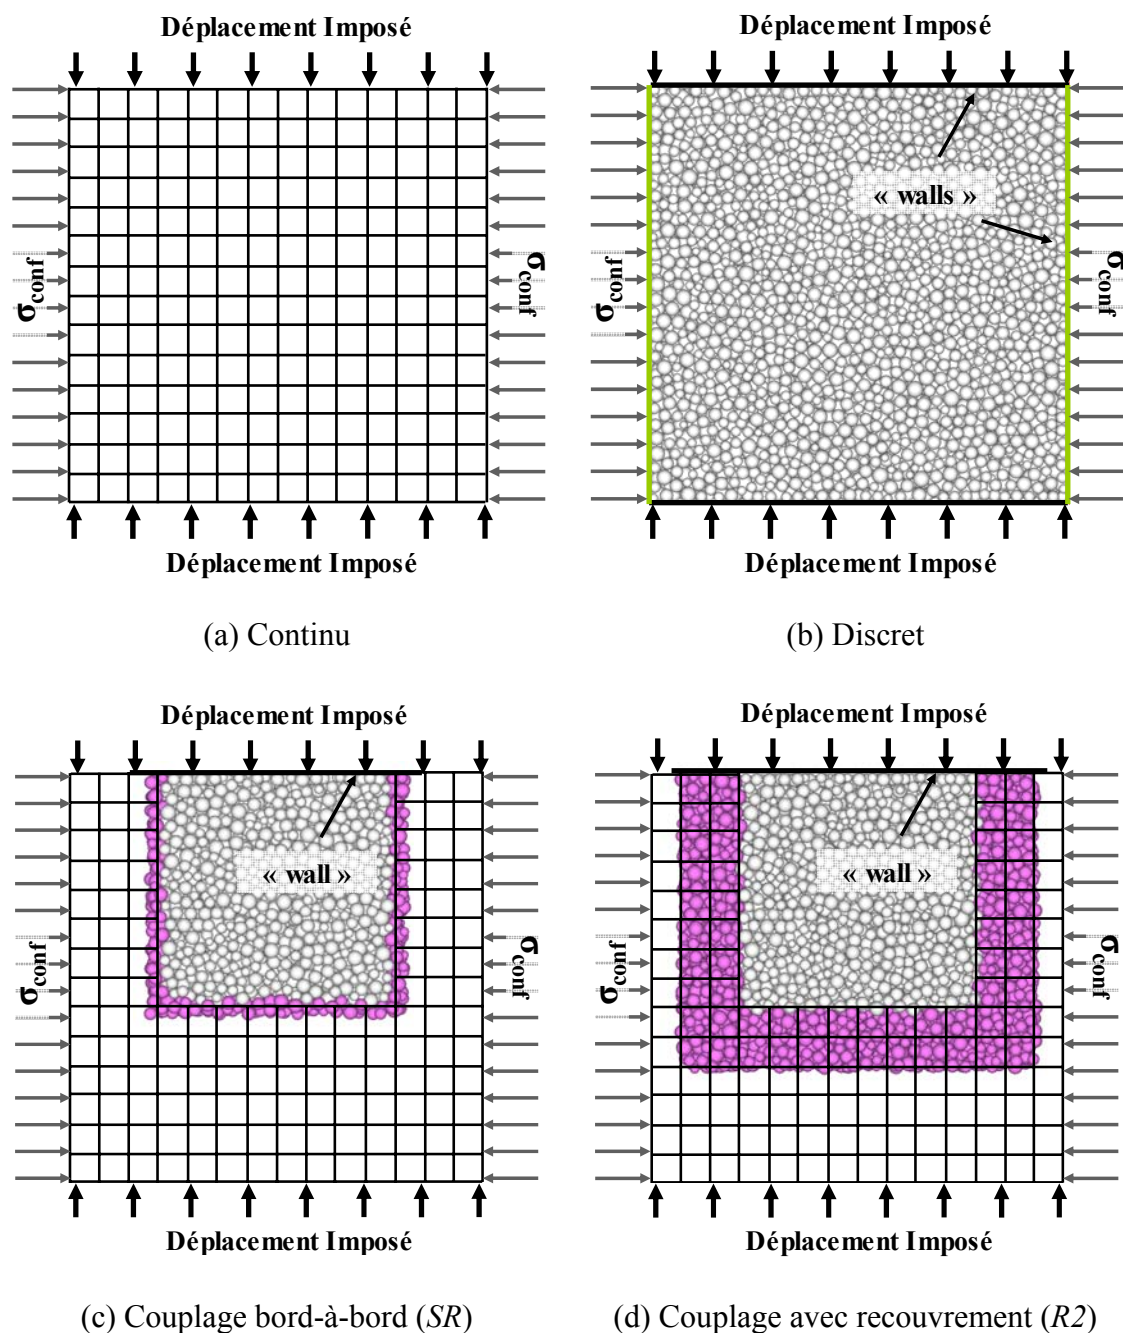 Déplacement Imposé
Déplacement Imposé
« walls »
σconf
σconf
σconf
σconf
Déplacement Imposé
Déplacement Imposé
(a) Continu
(b) Discret
Déplacement Imposé
Déplacement Imposé
« wall »
« wall »
σconf
σconf
σconf
σconf
Déplacement Imposé
Déplacement Imposé
(c) Couplage bord-à-bord (SR)
(d) Couplage avec recouvrement (R2)